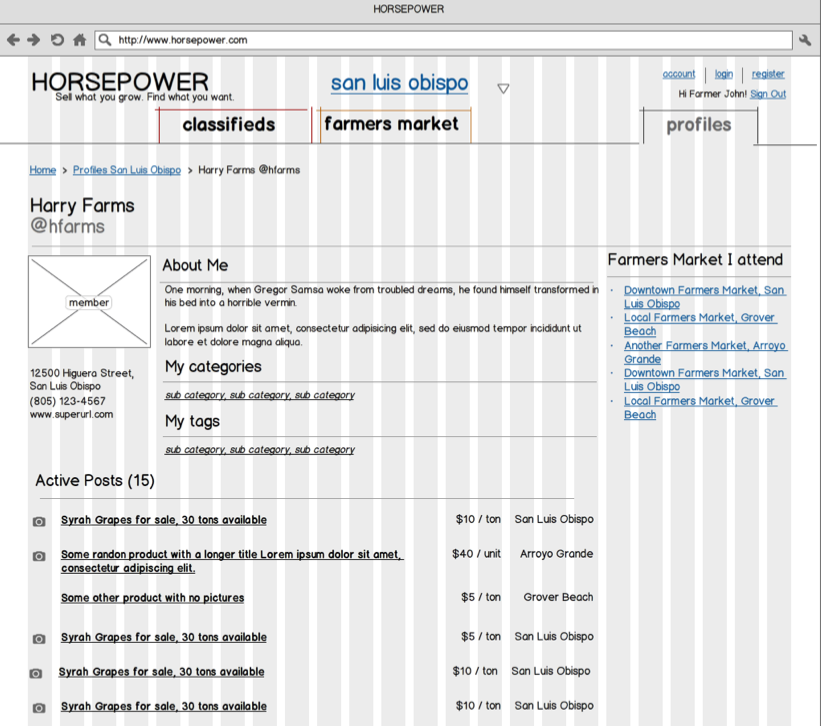 HORSEPOWER
http://www.horsepower.com
HORSEPOWER
Sell what you grow. Find what you want.
san luis obispo
account login register
Hi Farmer John! Sign Out
classifieds
farmers market
profiles
Home > Profiles San Luis Obispo > Harry Farms @hfarms
Harry Farms
@hfarms
member
12500 Higuera Street,
San Luis Obispo
(805) 123-4567
www.superurl.com
About Me
One morning, when Gregor Samsa woke from troubled dreams, he found himself transformed in
his bed into a horrible vermin.
Lorem ipsum dolor sit amet, consectetur adipisicing elit, sed do eiusmod tempor incididunt ut
labore et dolore magna aliqua.
My categories
sub category, sub category, sub category
My tags
sub category, sub category, sub category
Farmers Market I attend
· Downtown Farmers Market, San
Luis Obispo
· Local Farmers Market, Grover
Beach
· Another Farmers Market, Arroyo
Grande
· Downtown Farmers Market, San
Luis Obispo
· Local Farmers Market, Grover
Beach
Active Posts (15)
Syrah Grapes for sale, 30 tons available $10 / ton San Luis Obispo
Some randon product with a longer title Lorem ipsum dolor sit amet, $40 / unit Arroyo Grande
consectetur adipiscing elit.
Some other product with no pictures $5 / ton Grover Beach
Syrah Grapes for sale, 30 tons available $5 / ton San Luis Obispo
Syrah Grapes for sale, 30 tons available $10 / ton San Luis Obispo
Syrah Grapes for sale, 30 tons available $10 / ton San Luis Obispo